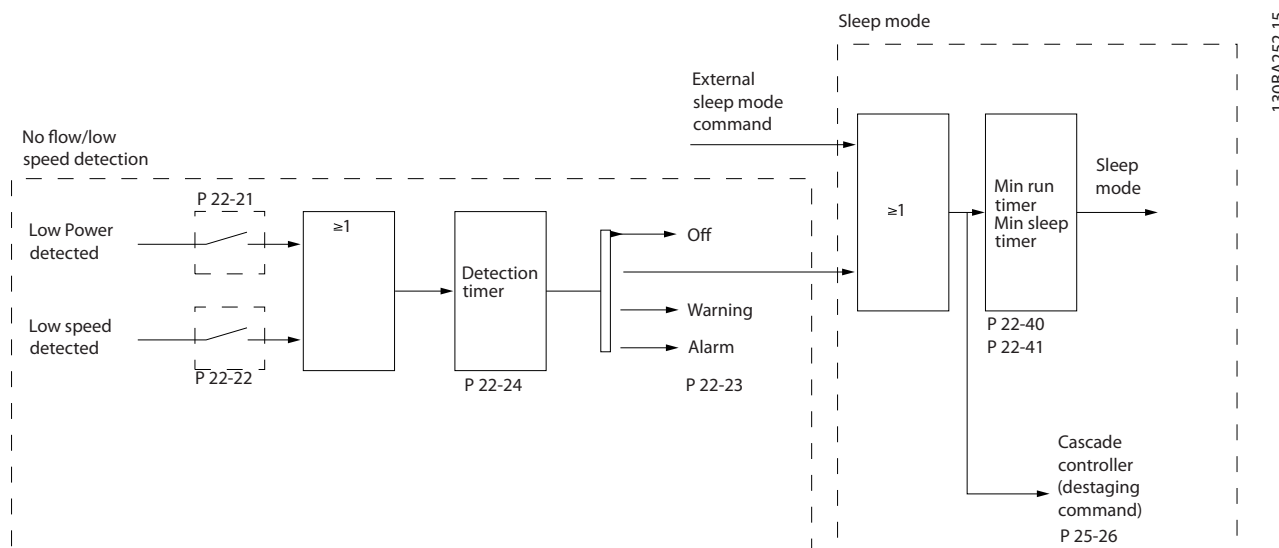 Sleep mode
130BA252.15
External
sleep mode
command
No flow/low
speed detection
P 22-21
Low Power
detected
≥1
Detection
timer
Off
Warning
Alarm
Low speed
detected
P 22-22
P 22-24
P 22-23
≥1
Min run
timer
Min sleep
timer
Sleep
mode
P 22-40
P 22-41
Cascade
controller
(destaging
command)
P 25-26